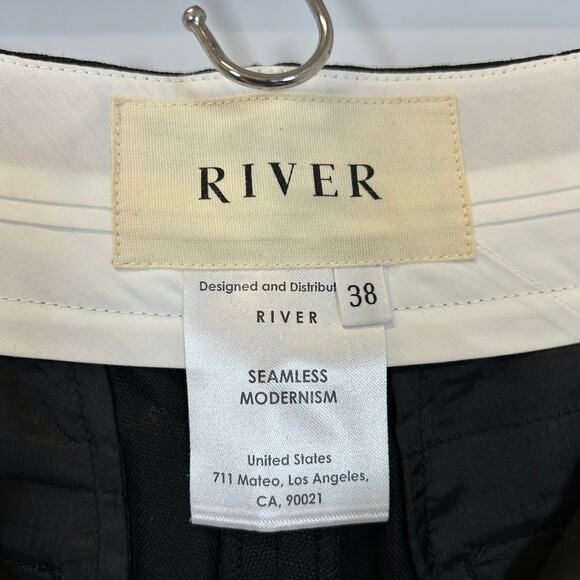 RIVER
Designed and Distribut
38
RIVER
SEAMLESS
MODERNISM
United States
711 Mateo, Los Angeles,
CA, 90021